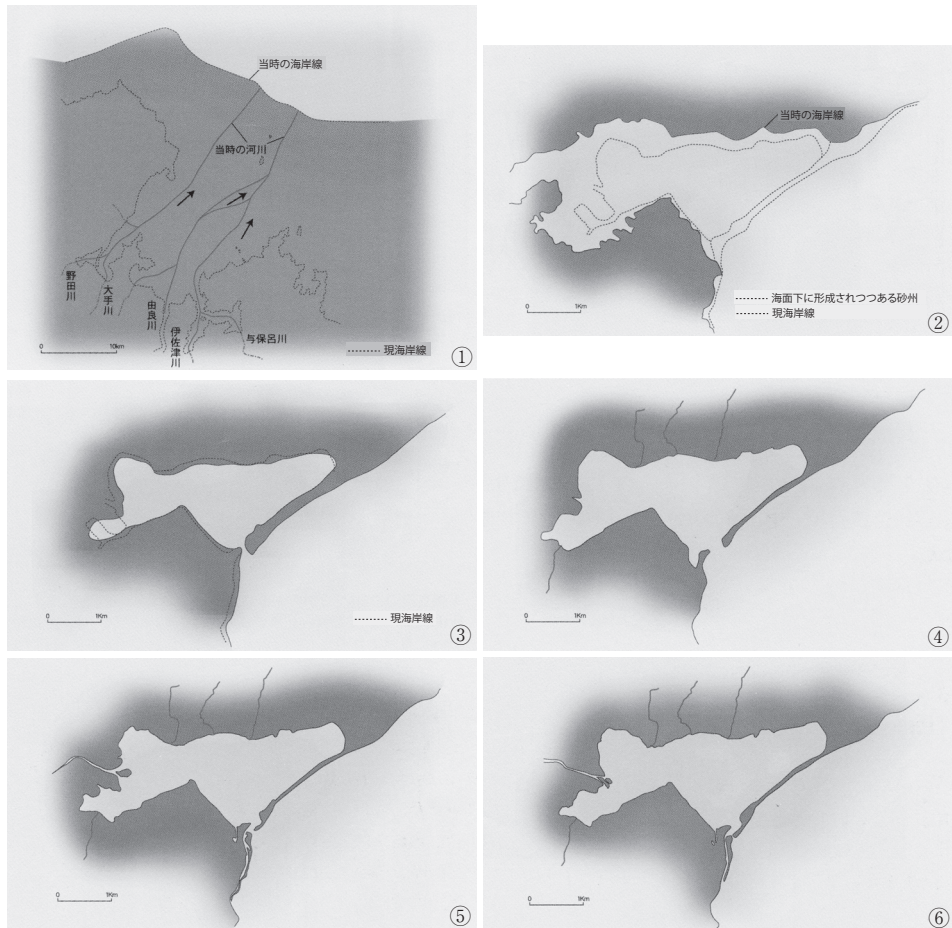 当時の海岸線
当時の河川
野田川
大手川
由良川
伊佐津川
与保呂川
0 10km
現海岸線
①
当時の海岸線
0 1Km
海面下に形成されつつある砂州
現海岸線
②
0 1Km
現海岸線
③
0 1Km
④
0 1Km
⑤
0 1Km
⑥